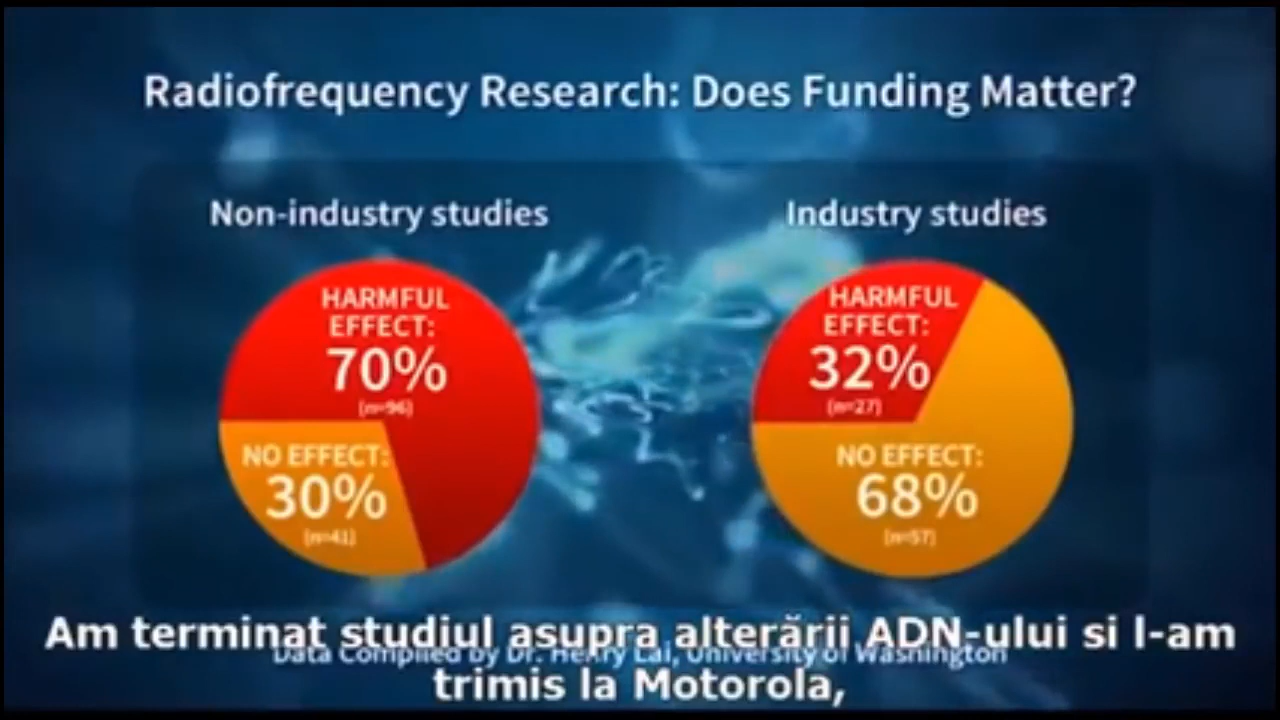 Radiofrequency Research: Does Funding Matter?
Non-industry studies
HARMFUL
EFFECT:
70%
(n=96)
NO EFFECT:
30%
(n=41)
Industry studies
HARMFUL
EFFECT:
32%
(n=27)
NO EFFECT:
68%
(n=57)
Data Compiled by Dr. Henry Lai, University of Washington
Am terminat studiul asupra alterării ADN-ului si l-am
trimis la Motorola,